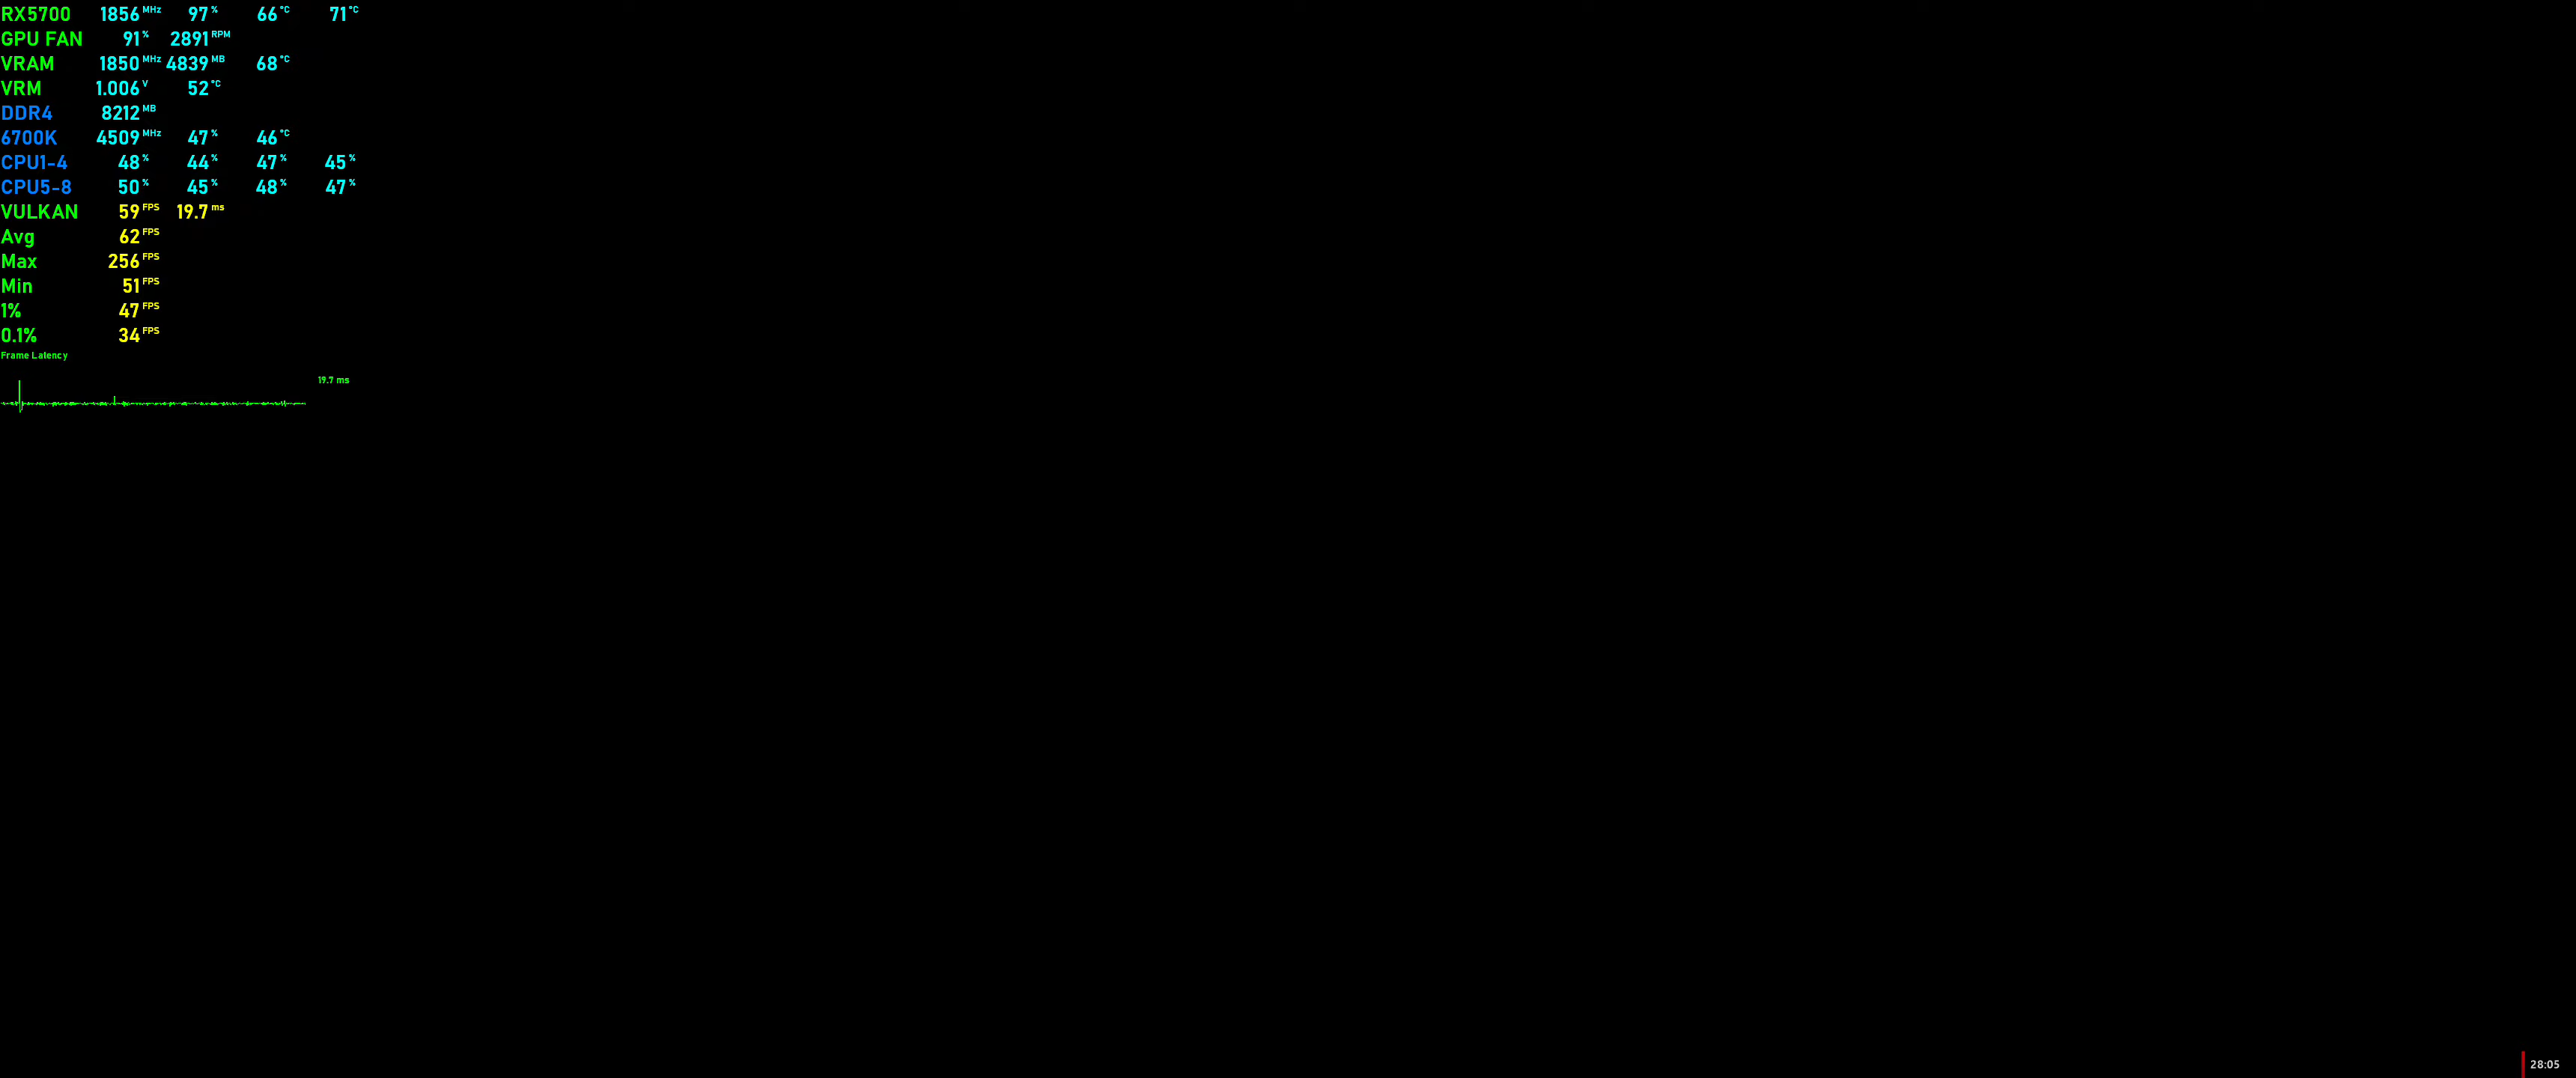 RX5700 1856 MHz 97 % 66 °C 71 °C
GPU FAN 91 % 2891 RPM
VRAM 1850 MHz 4839 MB 68 °C
VRM 1.006 V 52 °C
DDR4 8212 MB
6700K 4509 MHz 47 % 46 °C
CPU1-4 48 % 44 % 47 % 45 %
CPU5-8 50 % 45 % 48 % 47 %
VULKAN 59 FPS 19.7 ms
Avg 62 FPS
Max 256 FPS
Min 51 FPS
1% 47 FPS
0.1% 34 FPS
Frame Latency
19.7 ms
28:05